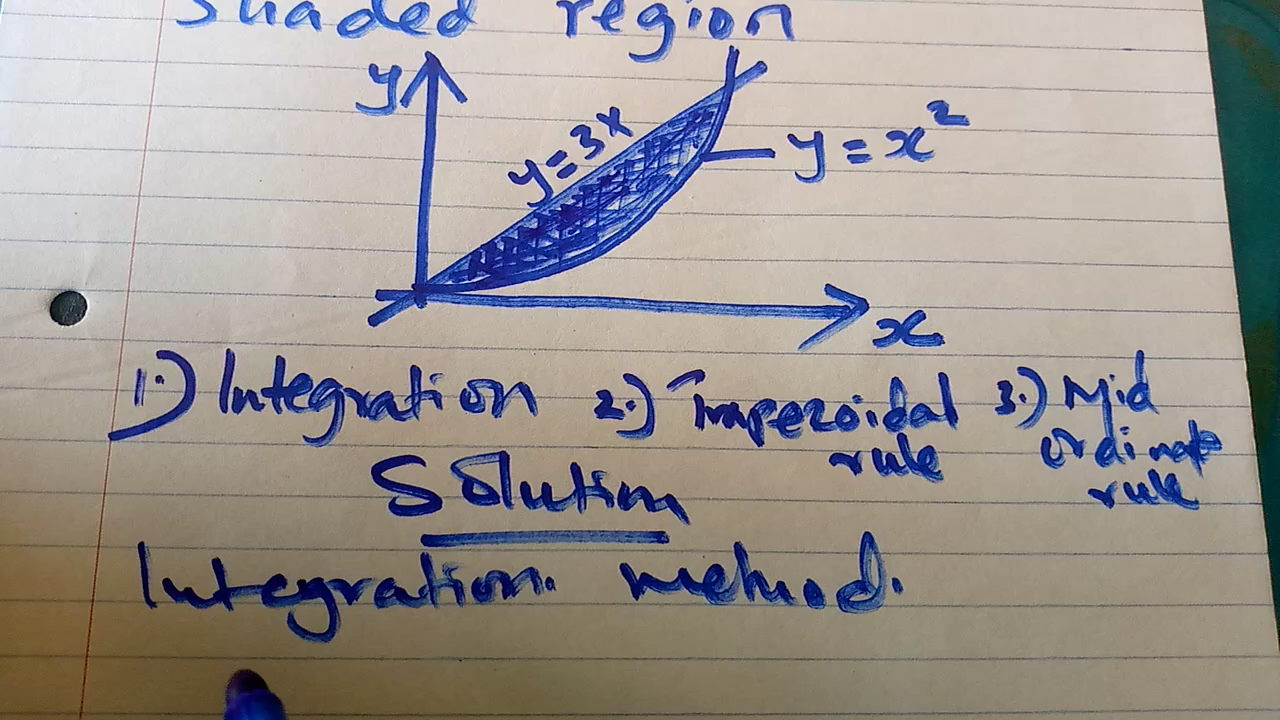 Shaded region
y
y=3x
y = x²
x
1.) Integration 2.) Trapezoidal rule 3.) Mid ordinate rule
Solution
Integration method.